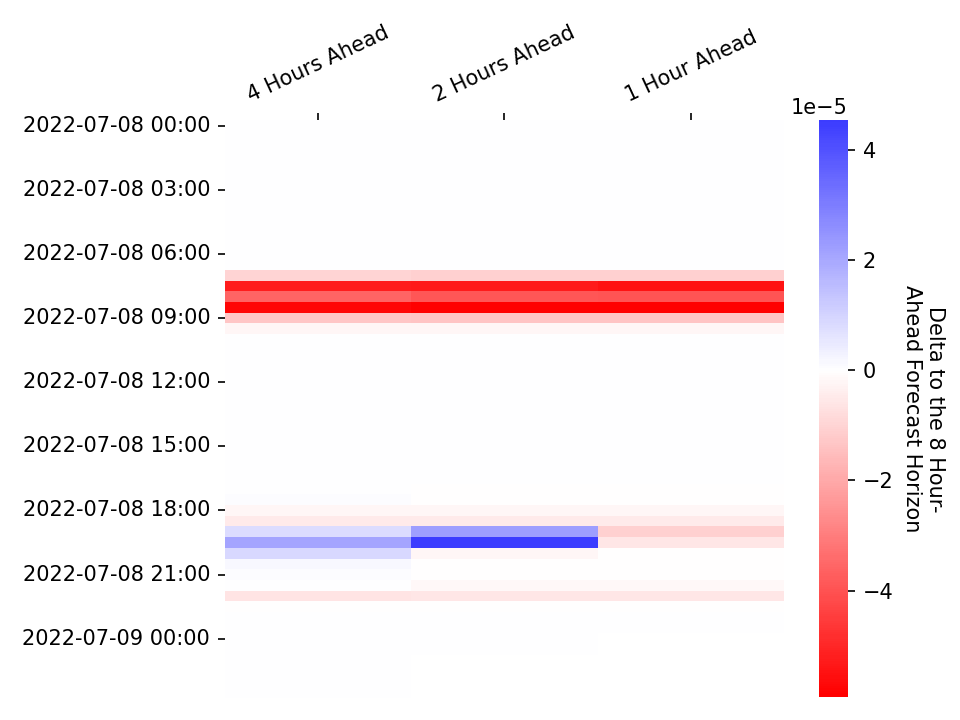 4 Hours Ahead
2 Hours Ahead
1 Hour Ahead
1e−5
2022-07-08 00:00
2022-07-08 03:00
2022-07-08 06:00
2022-07-08 09:00
2022-07-08 12:00
2022-07-08 15:00
2022-07-08 18:00
2022-07-08 21:00
2022-07-09 00:00
4
2
0
−2
−4
Delta to the 8 Hour-
Ahead Forecast Horizon